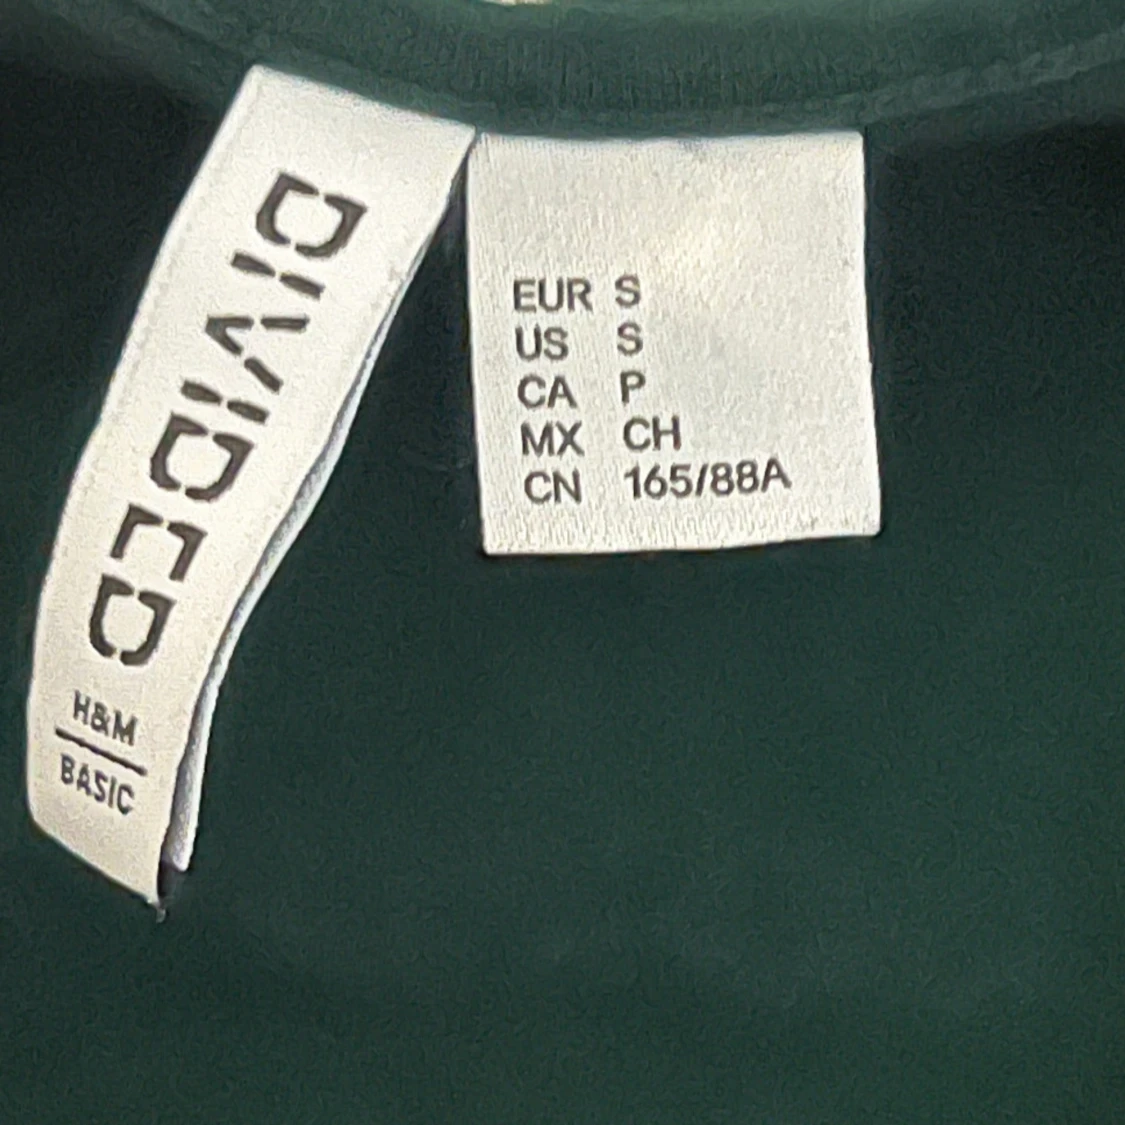 DIVIDED
H&M
BASIC
EUR S
US S
CA P
MX CH
CN 165/88A